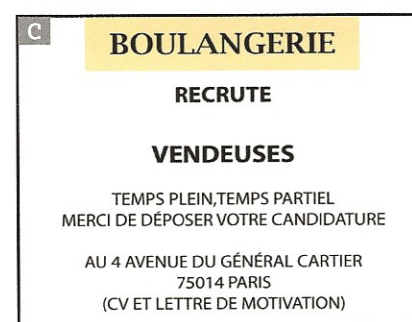 C
BOULANGERIE
RECRUTE
VENDEUSES
TEMPS PLEIN,TEMPS PARTIEL
MERCI DE DÉPOSER VOTRE CANDIDATURE
AU 4 AVENUE DU GÉNÉRAL CARTIER
75014 PARIS
(CV ET LETTRE DE MOTIVATION)